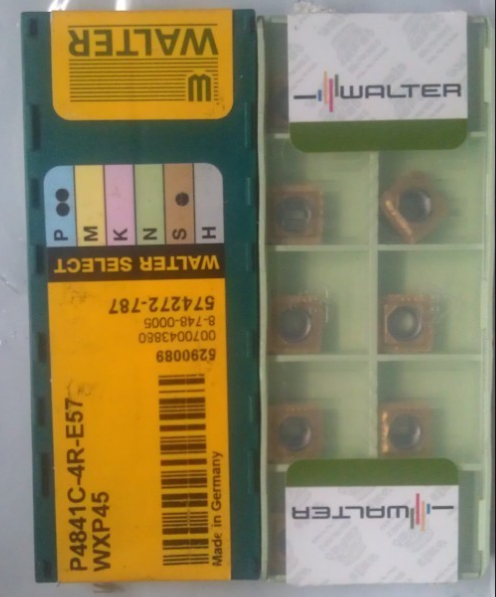 WALTER
P
M
K
N
S
H
WALTER SELECT
574272-787
8-748-0005
0070043860
5290089
P4841C-4R-E57
WXP45
Made in Germany
WALTER
WALTER